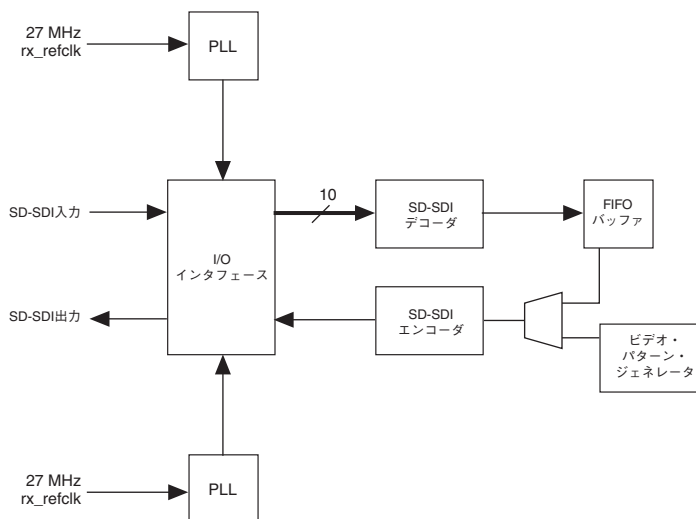 27 MHz
rx_refclk
PLL
SD-SDI入力
I/O
インタフェース
10
SD-SDI
デコーダ
FIFO
バッファ
SD-SDI出力
SD-SDI
エンコーダ
ビデオ・
パターン・
ジェネレータ
27 MHz
rx_refclk
PLL